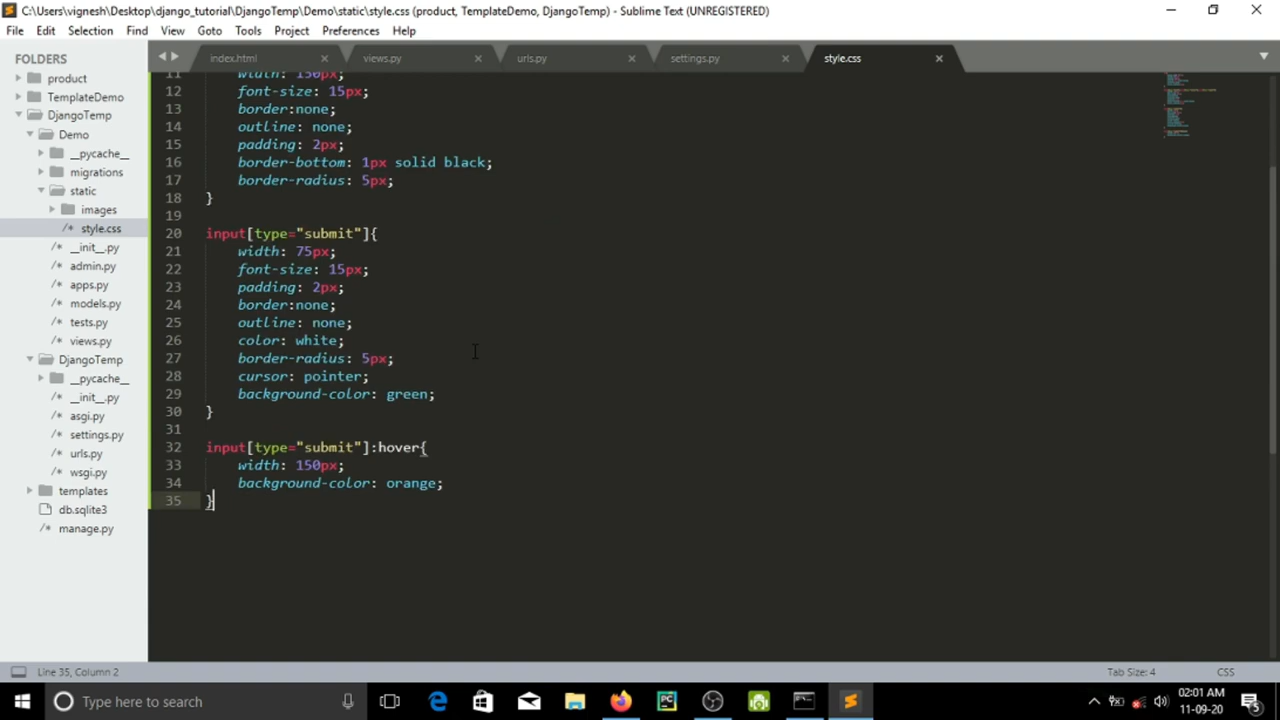 C:\Users\vignesh\Desktop\django_tutorial\DjangoTemp\Demo\static\style.css (product, TemplateDemo, DjangoTemp) - Sublime Text (UNREGISTERED)
File Edit Selection Find View Goto Tools Project Preferences Help
FOLDERS
product
TemplateDemo
DjangoTemp
Demo
__pycache__
migrations
static
images
/* style.css
/* __init__.py
/* admin.py
/* apps.py
/* models.py
/* tests.py
/* views.py
DjangoTemp
__pycache__
/* __init__.py
/* asgi.py
/* settings.py
/* urls.py
/* wsgi.py
templates
db.sqlite3
/* manage.py
index.html views.py urls.py settings.py style.css
11 width: 150px;
12 font-size: 15px;
13 border:none;
14 outline: none;
15 padding: 2px;
16 border-bottom: 1px solid black;
17 border-radius: 5px;
18 }
19
20 input[type="submit"]{
21 width: 75px;
22 font-size: 15px;
23 padding: 2px;
24 border:none;
25 outline: none;
26 color: white;
27 border-radius: 5px;
28 cursor: pointer;
29 background-color: green;
30 }
31
32 input[type="submit"]:hover{
33 width: 150px;
34 background-color: orange;
35 }
Line 35, Column 2 Tab Size: 4 CSS
Type here to search
02:01 AM
11-09-20
5